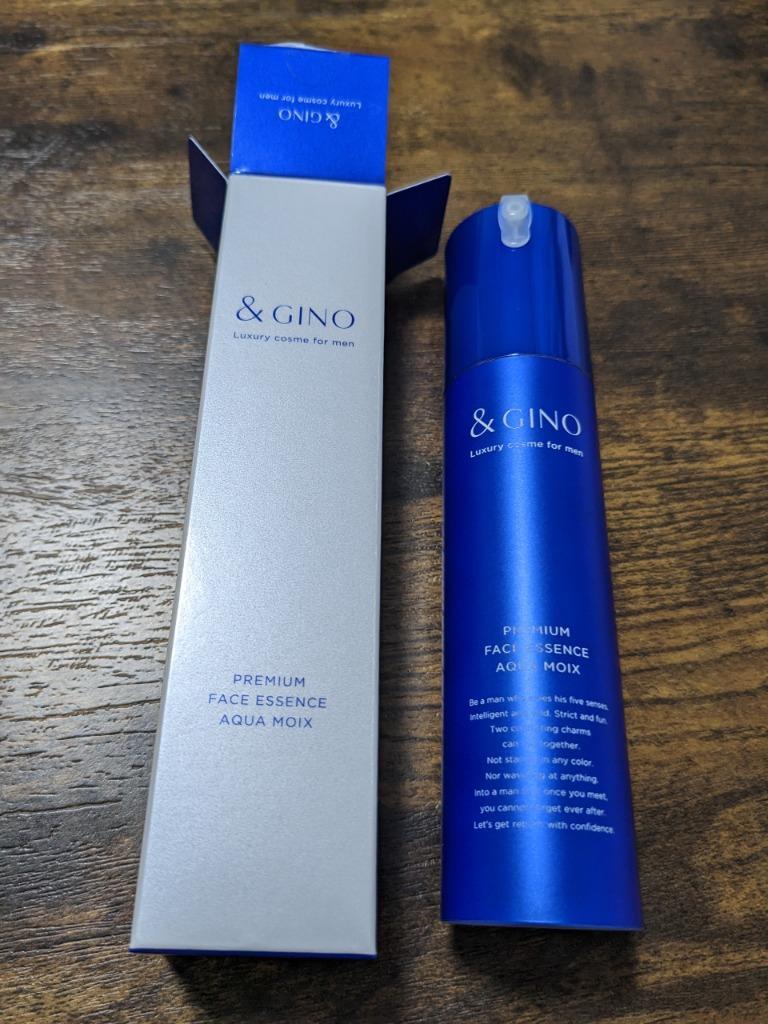 & GINO
Luxury cosme for men
& GINO
Luxury cosme for men
PREMIUM
FACE ESSENCE
AQUA MOIX
& GINO
Luxury cosme for men
PREMIUM
FACE ESSENCE
AQUA MOIX
Be a man his five senses.
Intelligent Strict and fun.
Two charms
together.
Not in any color.
Nor at anything.
Into a man once you meet,
you ever after.
Let's get with confidence.